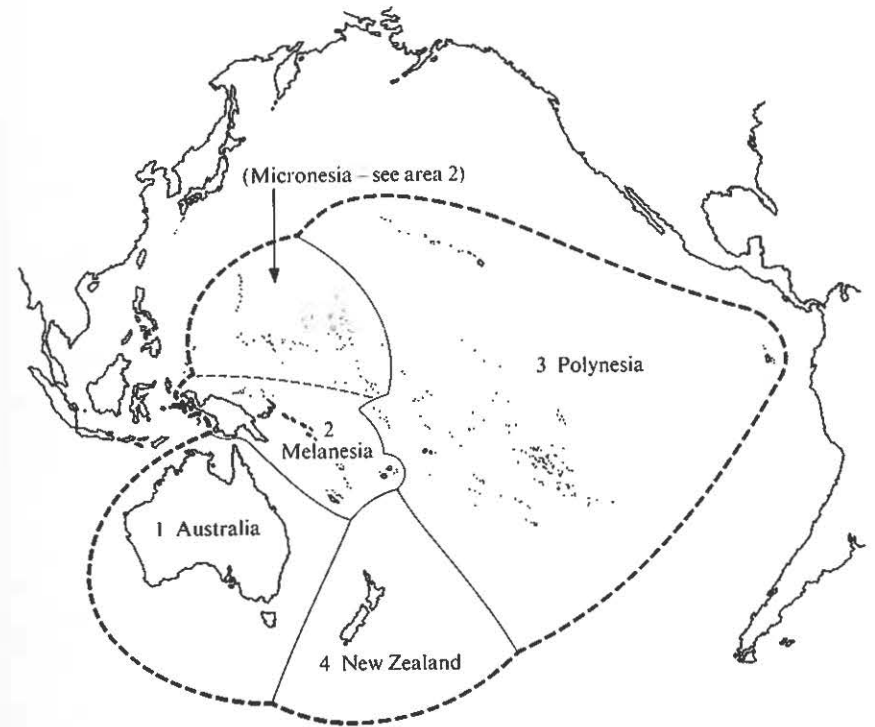 (Micronesia – see area 2)
3 Polynesia
2
Melanesia
1 Australia
4 New Zealand